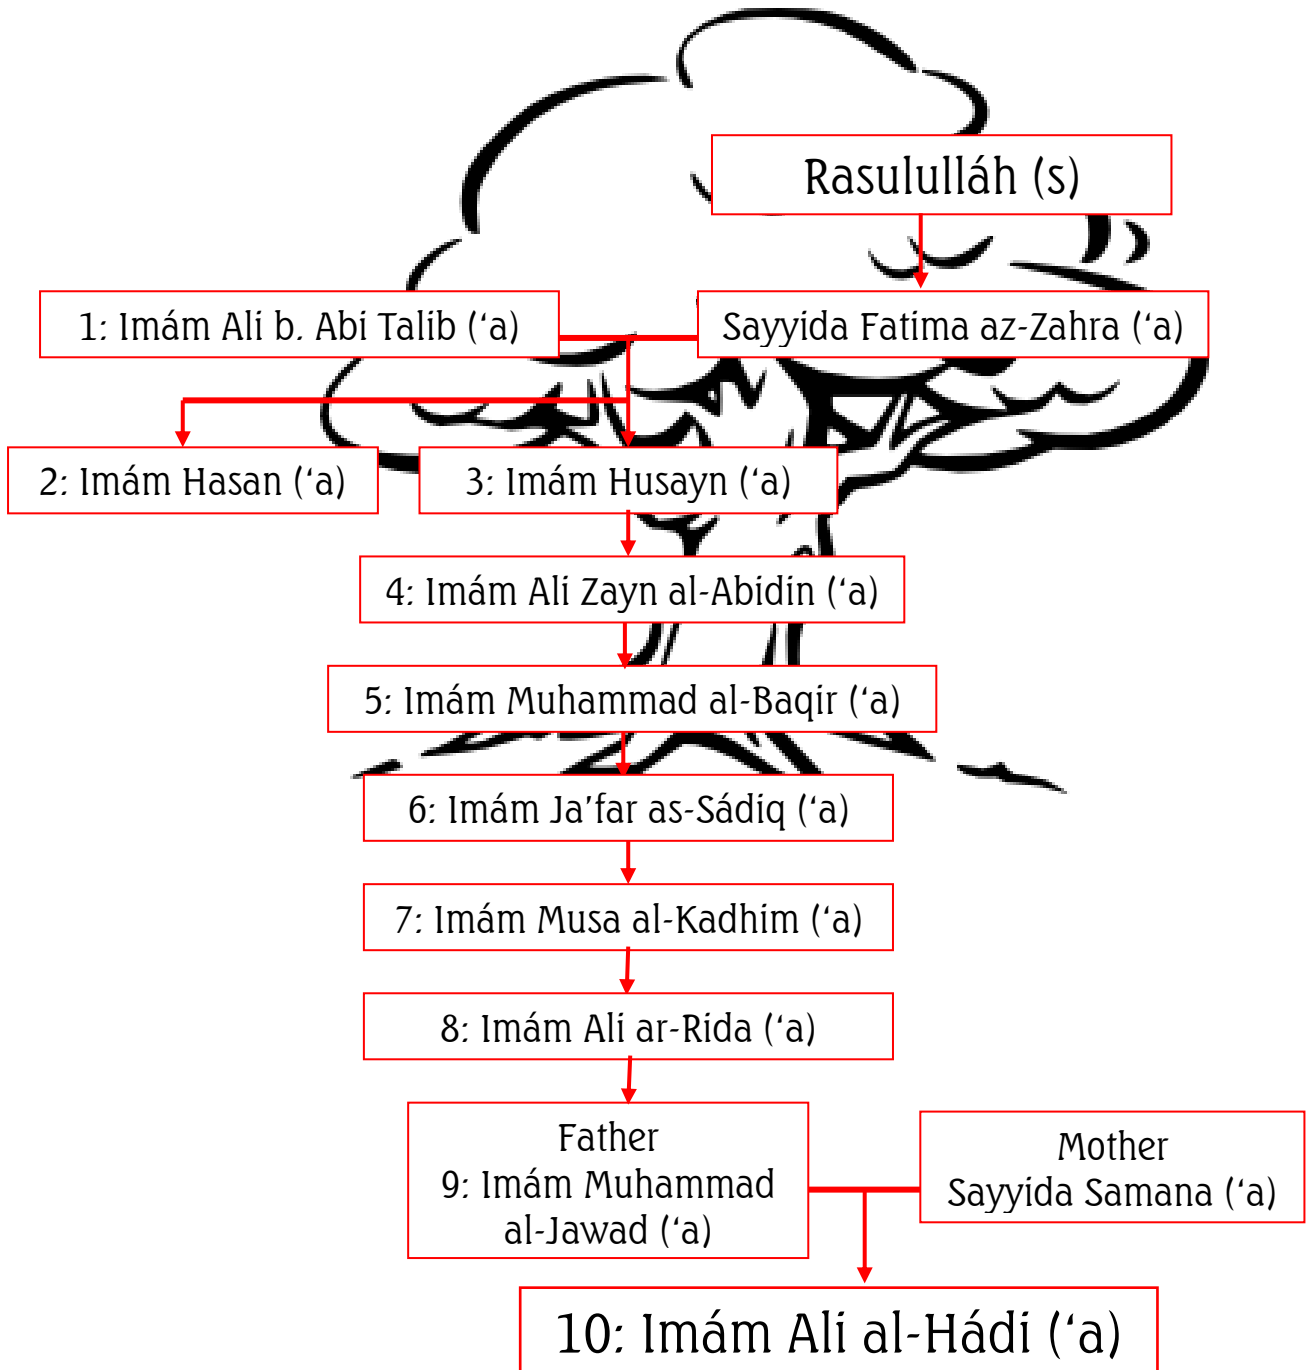 Rasululláh (s)
1: Imám Ali b. Abi Talib (‘a)
Sayyida Fatima az-Zahra (‘a)
2: Imám Hasan (‘a)
3: Imám Husayn (‘a)
4: Imám Ali Zayn al-Abidin (‘a)
5: Imám Muhammad al-Baqir (‘a)
6: Imám Ja’far as-Sádiq (‘a)
7: Imám Musa al-Kadhim (‘a)
8: Imám Ali ar-Rida (‘a)
Father
9: Imám Muhammad
al-Jawad (‘a)
Mother
Sayyida Samana (‘a)
10: Imám Ali al-Hádi (‘a)